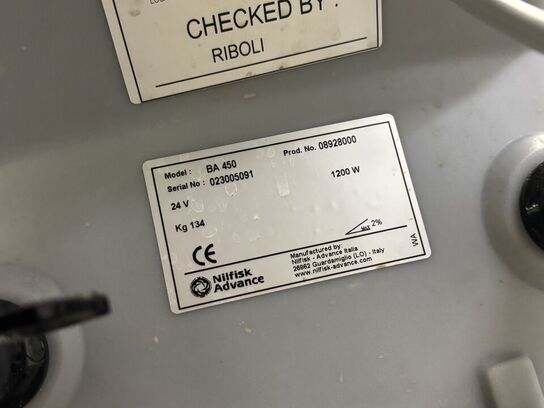 CHECKED BY :
RIBOLI
Model : BA 450 Prod. No. 08928000
Serial No : 023005091 1200 W
24 V
Kg 134
MAX 2%
CE
Manufactured by:
Nilfisk - Advance Italia
26862 Guardamiglio (LO) - Italy
www.nilfisk-advance.com
WA
Nilfisk
Advance